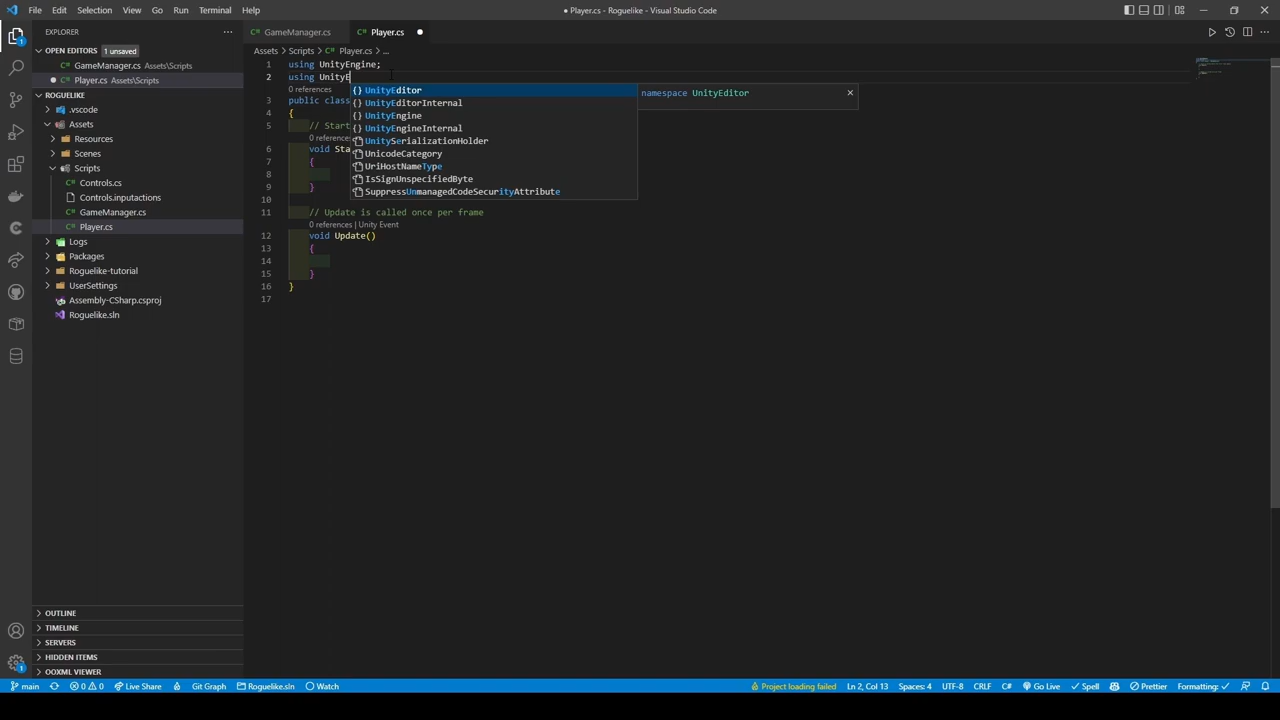 File Edit Selection View Go Run Terminal Help
● Player.cs - Roguelike - Visual Studio Code
EXPLORER
OPEN EDITORS 1 unsaved
GameManager.cs Assets\Scripts
Player.cs Assets\Scripts
ROGUELIKE
.vscode
Assets
Resources
Scenes
Scripts
Controls.cs
Controls.inputactions
GameManager.cs
Player.cs
Logs
Packages
Roguelike-tutorial
UserSettings
Assembly-CSharp.csproj
Roguelike.sln
OUTLINE
TIMELINE
SERVERS
HIDDEN ITEMS
OOXML VIEWER
GameManager.cs Player.cs
Assets > Scripts > Player.cs > ...
1 using UnityEngine;
2 using UnityE
0 references
3 public class
4 {
5 // Start
0 references
6 void Sta
7 {
8
9 }
10
11 // Update is called once per frame
0 references | Unity Event
12 void Update()
13 {
14
15 }
16 }
17
{} UnityEditor
{} UnityEditorInternal
{} UnityEngine
{} UnityEngineInternal
UnitySerializationHolder
UnicodeCategory
UriHostNameType
IsSignUnspecifiedByte
SuppressUnmanagedCodeSecurityAttribute
namespace UnityEditor
1
1
main 0 0 Live Share Git Graph Roguelike.sln Watch
Project loading failed Ln 2, Col 13 Spaces: 4 UTF-8 CRLF C# Go Live Spell Prettier Formatting: ✓